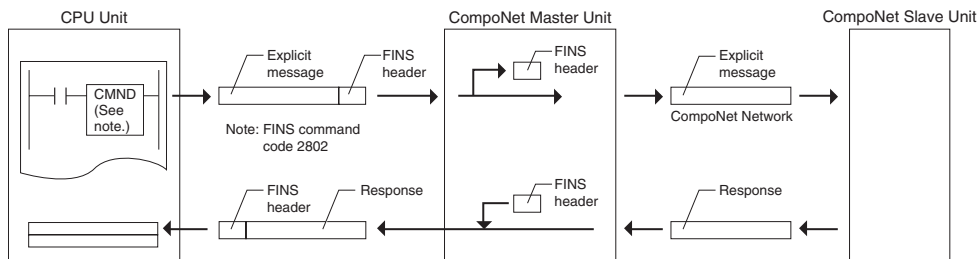 CPU Unit
CompoNet Master Unit
CompoNet Slave Unit
Explicit
message
FINS
header
FINS
header
Explicit
message
CMND
(See
note.)
CompoNet Network
Note: FINS command
code 2802
FINS
header
Response
FINS
header
Response